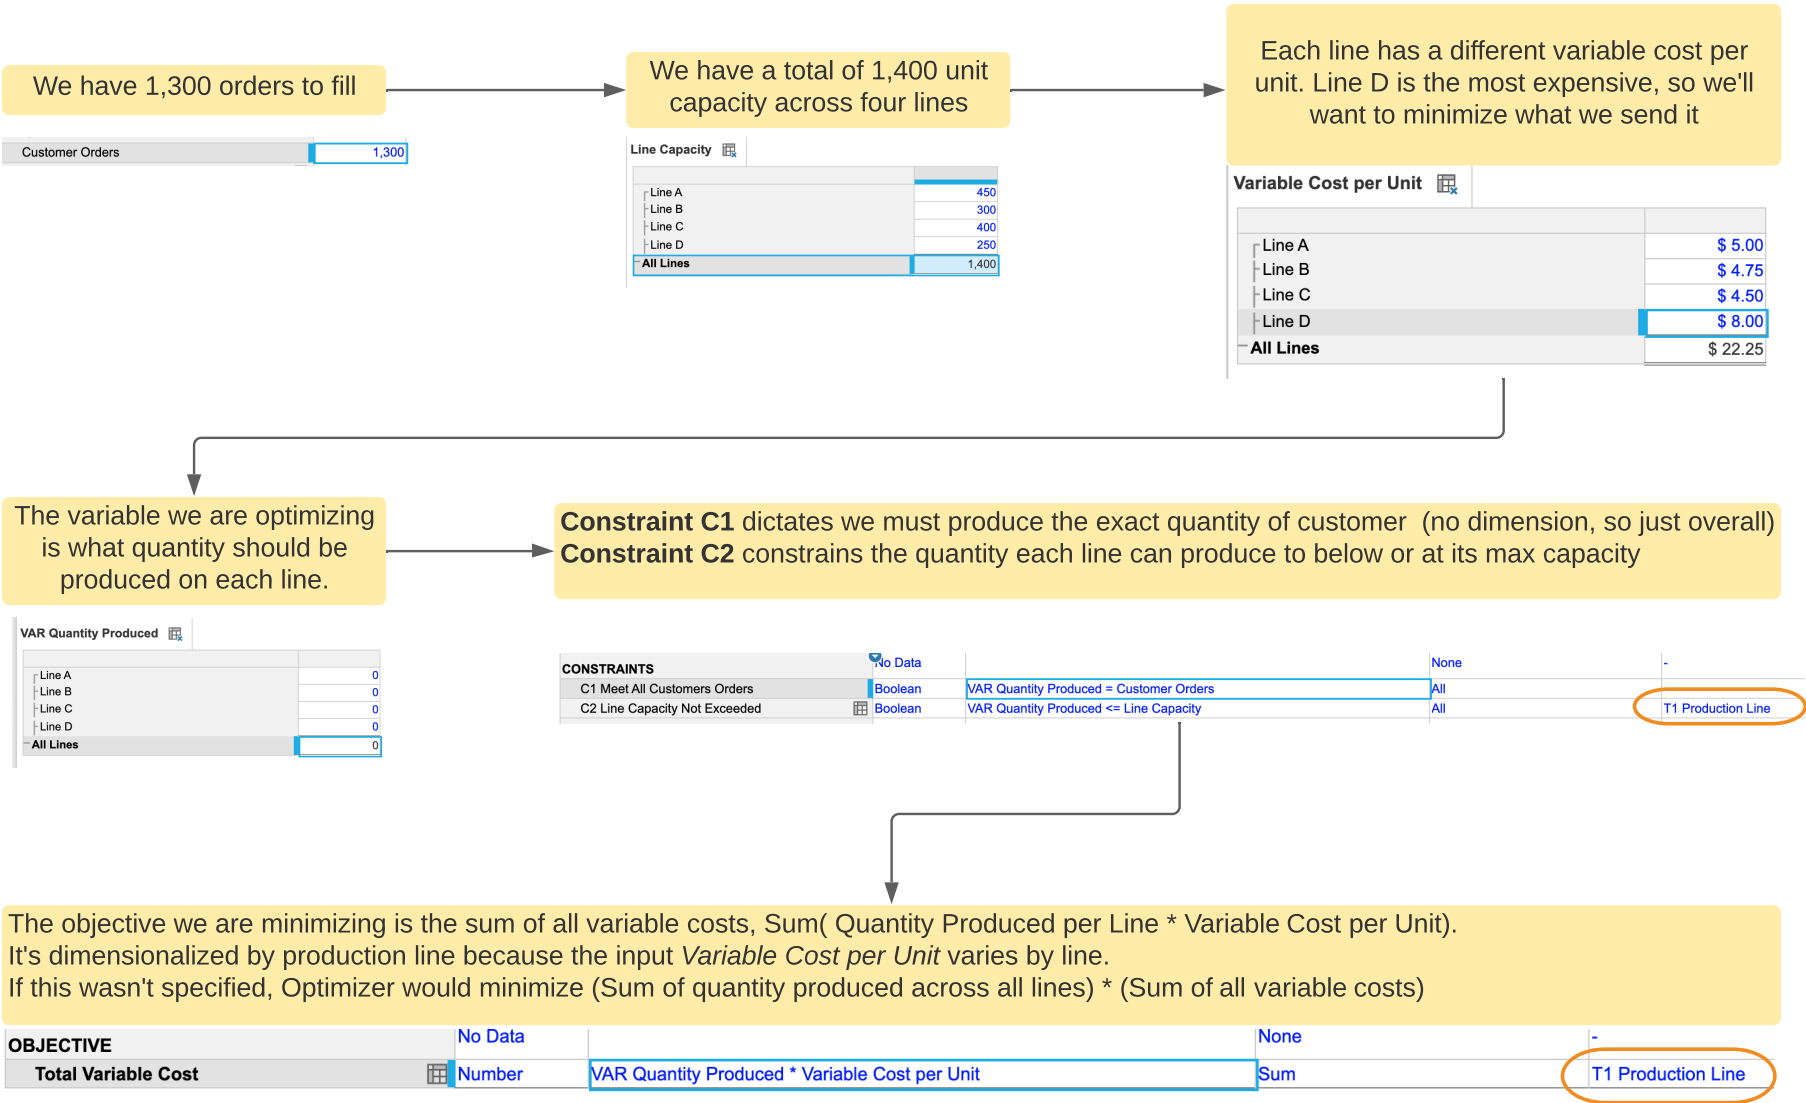 We have 1,300 orders to fill
Customer Orders 1,300
We have a total of 1,400 unit
capacity across four lines
Line Capacity
Line A 450
Line B 300
Line C 400
Line D 250
All Lines 1,400
Each line has a different variable cost per
unit. Line D is the most expensive, so we'll
want to minimize what we send it
Variable Cost per Unit
Line A $ 5.00
Line B $ 4.75
Line C $ 4.50
Line D $ 8.00
All Lines $ 22.25
The variable we are optimizing
is what quantity should be
produced on each line.
VAR Quantity Produced
Line A 0
Line B 0
Line C 0
Line D 0
All Lines 0
Constraint C1 dictates we must produce the exact quantity of customer (no dimension, so just overall)
Constraint C2 constrains the quantity each line can produce to below or at its max capacity
CONSTRAINTS No Data None -
C1 Meet All Customers Orders Boolean VAR Quantity Produced = Customer Orders All
C2 Line Capacity Not Exceeded Boolean VAR Quantity Produced <= Line Capacity All T1 Production Line
The objective we are minimizing is the sum of all variable costs, Sum( Quantity Produced per Line * Variable Cost per Unit).
It's dimensionalized by production line because the input Variable Cost per Unit varies by line.
If this wasn't specified, Optimizer would minimize (Sum of quantity produced across all lines) * (Sum of all variable costs)
OBJECTIVE No Data None -
Total Variable Cost Number VAR Quantity Produced * Variable Cost per Unit Sum T1 Production Line